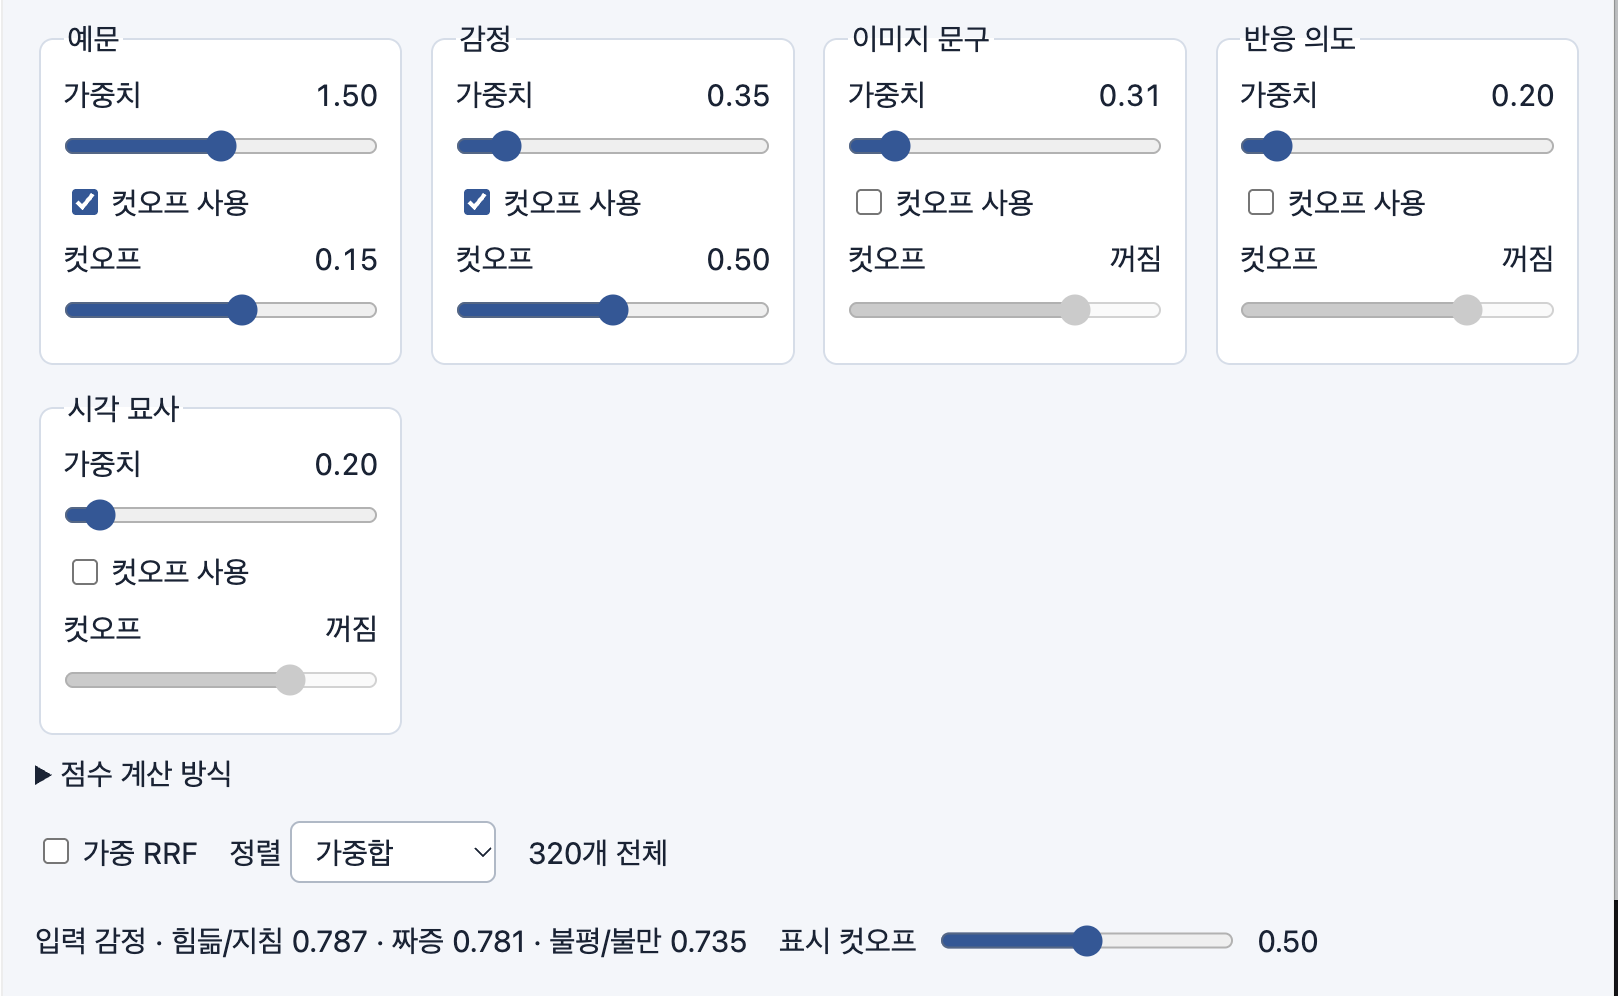 예문
가중치 1.50
컷오프 사용
컷오프 0.15
감정
가중치 0.35
컷오프 사용
컷오프 0.50
이미지 문구
가중치 0.31
컷오프 사용
컷오프 꺼짐
반응 의도
가중치 0.20
컷오프 사용
컷오프 꺼짐
시각 묘사
가중치 0.20
컷오프 사용
컷오프 꺼짐
▶ 점수 계산 방식
가중 RRF 정렬 가중합 320개 전체
입력 감정 · 힘듦/지침 0.787 · 짜증 0.781 · 불평/불만 0.735 표시 컷오프 0.50